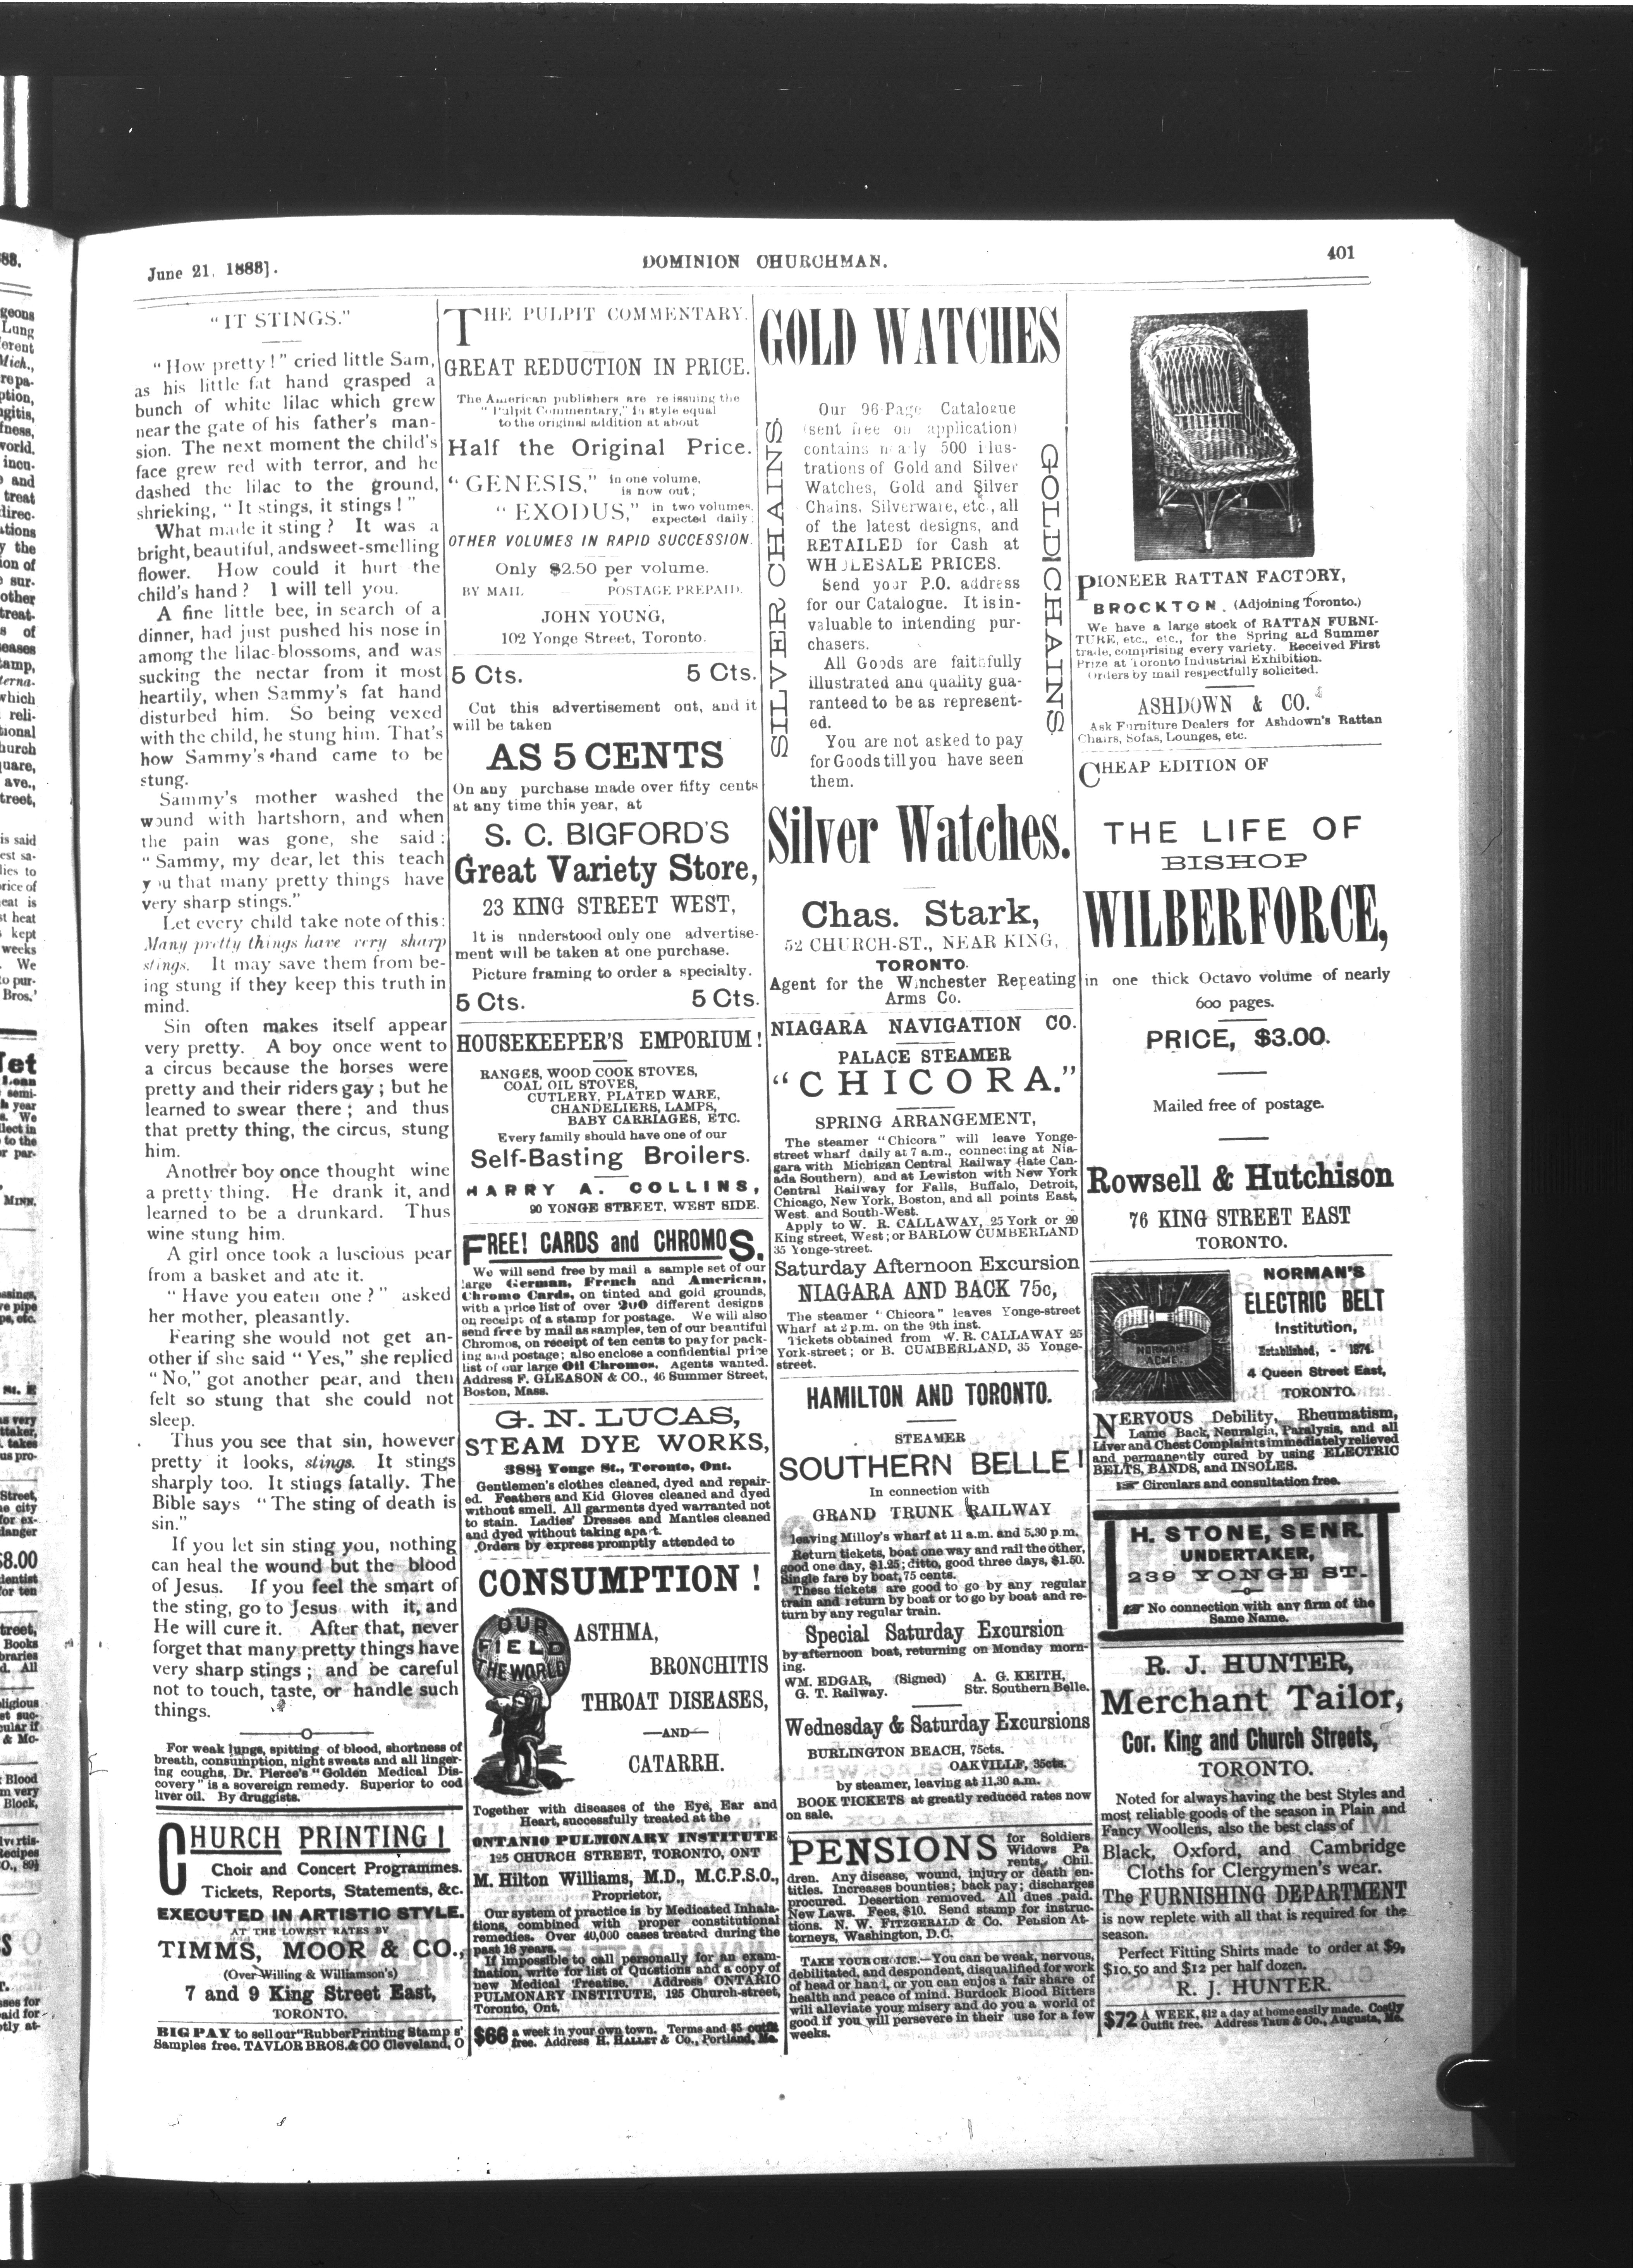 June 21, 1888].
DOMINION CHURCHMAN.
401
"IT STINGS."
"How pretty!" cried little Sam,
as his little fat hand grasped a
bunch of white lilac which grew
near the gate of his father's man-
sion. The next moment the child's
face grew red with terror, and he
dashed the lilac to the ground,
shrieking, "It stings, it stings!"
What made it sting? It was a
bright, beautiful, andsweet-smelling
flower. How could it hurt the
child's hand? I will tell you.
A fine little bee, in search of a
dinner, had just pushed his nose in
among the lilac-blossoms, and was
sucking the nectar from it most
heartily, when Sammy's fat hand
disturbed him. So being vexed
with the child, he stung him. That's
how Sammy's hand came to be
stung.
Sammy's mother washed the
wound with hartshorn, and when
the pain was gone, she said:
"Sammy, my dear, let this teach
y u that many pretty things have
very sharp stings."
Let every child take note of this:
Many pretty things have very sharp
stings. It may save them from be-
ing stung if they keep this truth in
mind.
Sin often makes itself appear
very pretty. A boy once went to
a circus because the horses were
pretty and their riders gay; but he
learned to swear there; and thus
that pretty thing, the circus, stung
him.
Another boy once thought wine
a pretty thing. He drank it, and
learned to be a drunkard. Thus
wine stung him.
A girl once took a luscious pear
from a basket and ate it.
"Have you eaten one?" asked
her mother, pleasantly.
Fearing she would not get an-
other if she said "Yes," she replied
"No," got another pear, and then
felt so stung that she could not
sleep.
Thus you see that sin, however
pretty it looks, stings. It stings
sharply too. It stings fatally. The
Bible says "The sting of death is
sin."
If you let sin sting you, nothing
can heal the wound but the blood
of Jesus. If you feel the smart of
the sting, go to Jesus with it, and
He will cure it. After that, never
forget that many pretty things have
very sharp stings; and be careful
not to touch, taste, or handle such
things.
For weak lungs, spitting of blood, shortness of
breath, consumption, night sweats and all linger-
ing coughs, Dr. Pierce's "Golden Medical Dis-
covery" is a sovereign remedy. Superior to cod
liver oil. By druggists.
CHURCH PRINTING!
Choir and Concert Programmes.
Tickets, Reports, Statements, &c.
EXECUTED IN ARTISTIC STYLE.
AT THE LOWEST RATES BY
TIMMS, MOOR & CO.,
(Over Willing & Williamson's)
7 and 9 King Street East,
TORONTO.
BIG PAY to sell our "Rubber Printing Stamp s'
Samples free. TAYLOR BROS. & CO Cleveland, O
THE PULPIT COMMENTARY.
GREAT REDUCTION IN PRICE.
The American publishers are re issuing the
"Pulpit Commentary," in style equal
to the original addition at about
Half the Original Price.
"GENESIS," in one volume,
is now out;
"EXODUS," in two volumes,
expected daily;
OTHER VOLUMES IN RAPID SUCCESSION.
Only $2.50 per volume.
BY MAIL — POSTAGE PREPAID.
JOHN YOUNG,
102 Yonge Street, Toronto.
5 Cts. 5 Cts.
Cut this advertisement out, and it
will be taken
AS 5 CENTS
On any purchase made over fifty cents
at any time this year, at
S. C. BIGFORD'S
Great Variety Store,
23 KING STREET WEST,
It is understood only one advertise-
ment will be taken at one purchase.
Picture framing to order a specialty.
5 Cts. 5 Cts.
HOUSEKEEPER'S EMPORIUM!
RANGES, WOOD COOK STOVES,
COAL OIL STOVES,
CUTLERY, PLATED WARE,
CHANDELIERS, LAMPS,
BABY CARRIAGES, ETC.
Every family should have one of our
Self-Basting Broilers.
HARRY A. COLLINS,
90 YONGE STREET, WEST SIDE.
FREE! CARDS and CHROMOS.
We will send free by mail a sample set of our
large German, French and American,
Chromo Cards, on tinted and gold grounds,
with a price list of over 200 different designs
on receipt of a stamp for postage. We will also
send free by mail as samples, ten of our beautiful
Chromos, on receipt of ten cents to pay for pack-
ing and postage; also enclose a confidential price
list of our large Oil Chromos. Agents wanted.
Address F. GLEASON & CO., 46 Summer Street,
Boston, Mass.
G. N. LUCAS,
STEAM DYE WORKS,
388½ Yonge St., Toronto, Ont.
Gentlemen's clothes cleaned, dyed and repair-
ed. Feathers and Kid Gloves cleaned and dyed
without smell. All garments dyed warranted not
to stain. Ladies' Dresses and Mantles cleaned
and dyed without taking apart.
Orders by express promptly attended to
CONSUMPTION!
OUR
FIELD
THE WORLD
ASTHMA,
BRONCHITIS
THROAT DISEASES,
—AND—
CATARRH.
Together with diseases of the Eye, Ear and
Heart, successfully treated at the
ONTANIO PULMONARY INSTITUTE
125 CHURCH STREET, TORONTO, ONT
M. Hilton Williams, M.D., M.C.P.S.O.,
Proprietor,
Our system of practice is by Medicated Inhala-
tions, combined with proper constitutional
remedies. Over 40,000 cases treated during the
past 18 years.
If impossible to call personally for an exam-
ination, write for list of Questions and a copy of
new Medical Treatise. Address ONTARIO
PULMONARY INSTITUTE, 125 Church-street,
Toronto, Ont,
$66 a week in your own town. Terms and $5 outfit
free. Address H. HALLET & Co., Portland, Me.
GOLD WATCHES
SILVER CHAINS
Our 96-Page Catalogue
(sent free on application)
contains n arly 500 i lus-
trations of Gold and Silver
Watches, Gold and Silver
Chains, Silverware, etc., all
of the latest designs, and
RETAILED for Cash at
WHOLESALE PRICES.
Send your P.O. address
for our Catalogue. It is in-
valuable to intending pur-
chasers.
All Goods are faithfully
illustrated and quality gua-
ranteed to be as represent-
ed.
You are not asked to pay
for Goods till you have seen
them.
GOLD CHAINS
Silver Watches.
Chas. Stark,
52 CHURCH-ST., NEAR KING,
TORONTO.
Agent for the Winchester Repeating
Arms Co.
NIAGARA NAVIGATION CO.
PALACE STEAMER
"CHICORA."
SPRING ARRANGEMENT,
The steamer "Chicora" will leave Yonge-
street wharf daily at 7 a.m., connecting at Nia-
gara with Michigan Central Railway (late Can-
ada Southern), and at Lewiston with New York
Central Railway for Falls, Buffalo, Detroit,
Chicago, New York, Boston, and all points East,
West, and South-West.
Apply to W. R. CALLAWAY, 25 York or 20
King street, West; or BARLOW CUMBERLAND
35 Yonge-street.
Saturday Afternoon Excursion
NIAGARA AND BACK 75c,
The steamer "Chicora" leaves Yonge-street
Wharf at 2 p.m. on the 9th inst.
Tickets obtained from W. R. CALLAWAY 25
York-street; or B. CUMBERLAND, 35 Yonge-
street.
HAMILTON AND TORONTO.
STEAMER
SOUTHERN BELLE!
In connection with
GRAND TRUNK RAILWAY
leaving Milloy's wharf at 11 a.m. and 5.30 p.m.
Return tickets, boat one way and rail the other,
good one day, $1.25; ditto, good three days, $1.50.
Single fare by boat, 75 cents.
These tickets are good to go by any regular
train and return by boat or to go by boat and re-
turn by any regular train.
Special Saturday Excursion
by afternoon boat, returning on Monday morn-
ing.
WM. EDGAR, (Signed) A. G. KEITH,
G. T. Railway. Str. Southern Belle.
Wednesday & Saturday Excursions
BURLINGTON BEACH, 75cts.
OAKVILLE, 35cts.
by steamer, leaving at 11.30 a.m.
BOOK TICKETS at greatly reduced rates now
on sale.
PENSIONS for Soldiers
Widows Pa
rents, Chil.
dren. Any disease, wound, injury or death en-
titles. Increases bounties; back pay; discharges
procured. Desertion removed. All dues paid.
New Laws. Fees, $10. Send stamp for instruc-
tions. N. W. FITZGERALD & Co. Pension At-
torneys, Washington, D.C.
TAKE YOUR CHOICE.—You can be weak, nervous,
debilitated, and despondent, disqualified for work
of head or hand, or you can enjos a fair share of
health and peace of mind. Burdock Blood Bitters
will alleviate your misery and do you a world of
good if you will persevere in their use for a few
weeks.
PIONEER RATTAN FACTORY,
BROCKTON, (Adjoining Toronto.)
We have a large stock of RATTAN FURNI-
TURE, etc., etc., for the Spring and Summer
trade, comprising every variety. Received First
Prize at Toronto Industrial Exhibition.
Orders by mail respectfully solicited.
ASHDOWN & CO.
Ask Furniture Dealers for Ashdown's Rattan
Chairs, Sofas, Lounges, etc.
CHEAP EDITION OF
THE LIFE OF
BISHOP
WILBERFORCE,
in one thick Octavo volume of nearly
600 pages.
PRICE, $3.00.
Mailed free of postage.
Rowsell & Hutchison
76 KING STREET EAST
TORONTO.
NORMAN'S
ACME
NORMAN'S
ELECTRIC BELT
Institution,
Established, - 1874.
4 Queen Street East,
TORONTO.
NERVOUS Debility, Rheumatism,
Lame Back, Neuralgia, Paralysis, and all
Liver and Chest Complaints immediately relieved
and permanently cured by using ELECTRIC
BELTS, BANDS, and INSOLES.
☞ Circulars and consultation free.
H. STONE, SENR.
UNDERTAKER,
239 YONGE ST.
☞ No connection with any firm of the
Same Name.
R. J. HUNTER,
Merchant Tailor,
Cor. King and Church Streets,
TORONTO.
Noted for always having the best Styles and
most reliable goods of the season in Plain and
Fancy Woollens, also the best class of
Black, Oxford, and Cambridge
Cloths for Clergymen's wear.
The FURNISHING DEPARTMENT
is now replete with all that is required for the
season.
Perfect Fitting Shirts made to order at $9,
$10.50 and $12 per half dozen.
R. J. HUNTER.
$72 A WEEK, $12 a day at home easily made. Costly
Outfit free. Address TRUE & Co., Augusta, Me.